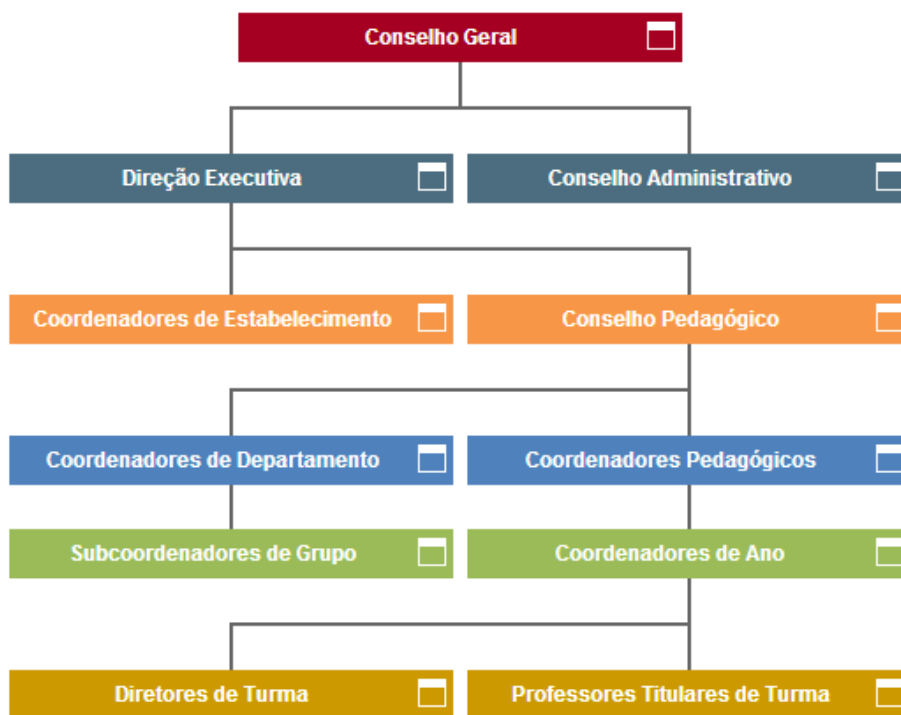 Conselho Geral
Direção Executiva
Conselho Administrativo
Coordenadores de Estabelecimento
Conselho Pedagógico
Coordenadores de Departamento
Coordenadores Pedagógicos
Subcoordenadores de Grupo
Coordenadores de Ano
Diretores de Turma
Professores Titulares de Turma